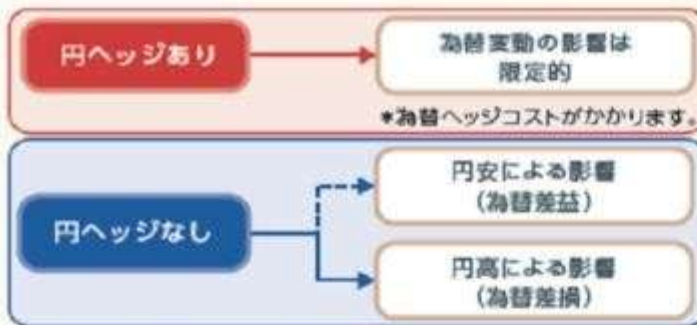 円ヘッジあり
為替変動の影響は
限定的
*為替ヘッジコストがかかります。
円ヘッジなし
円安による影響
(為替差益)
円高による影響
(為替差損)